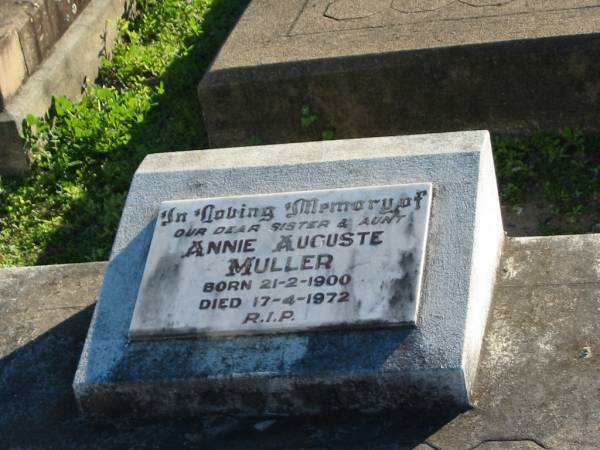 In Loving Memory of
OUR DEAR SISTER & AUNT
ANNIE AUGUSTE
MULLER
BORN 21-2-1900
DIED 17-4-1972
R.I.P.